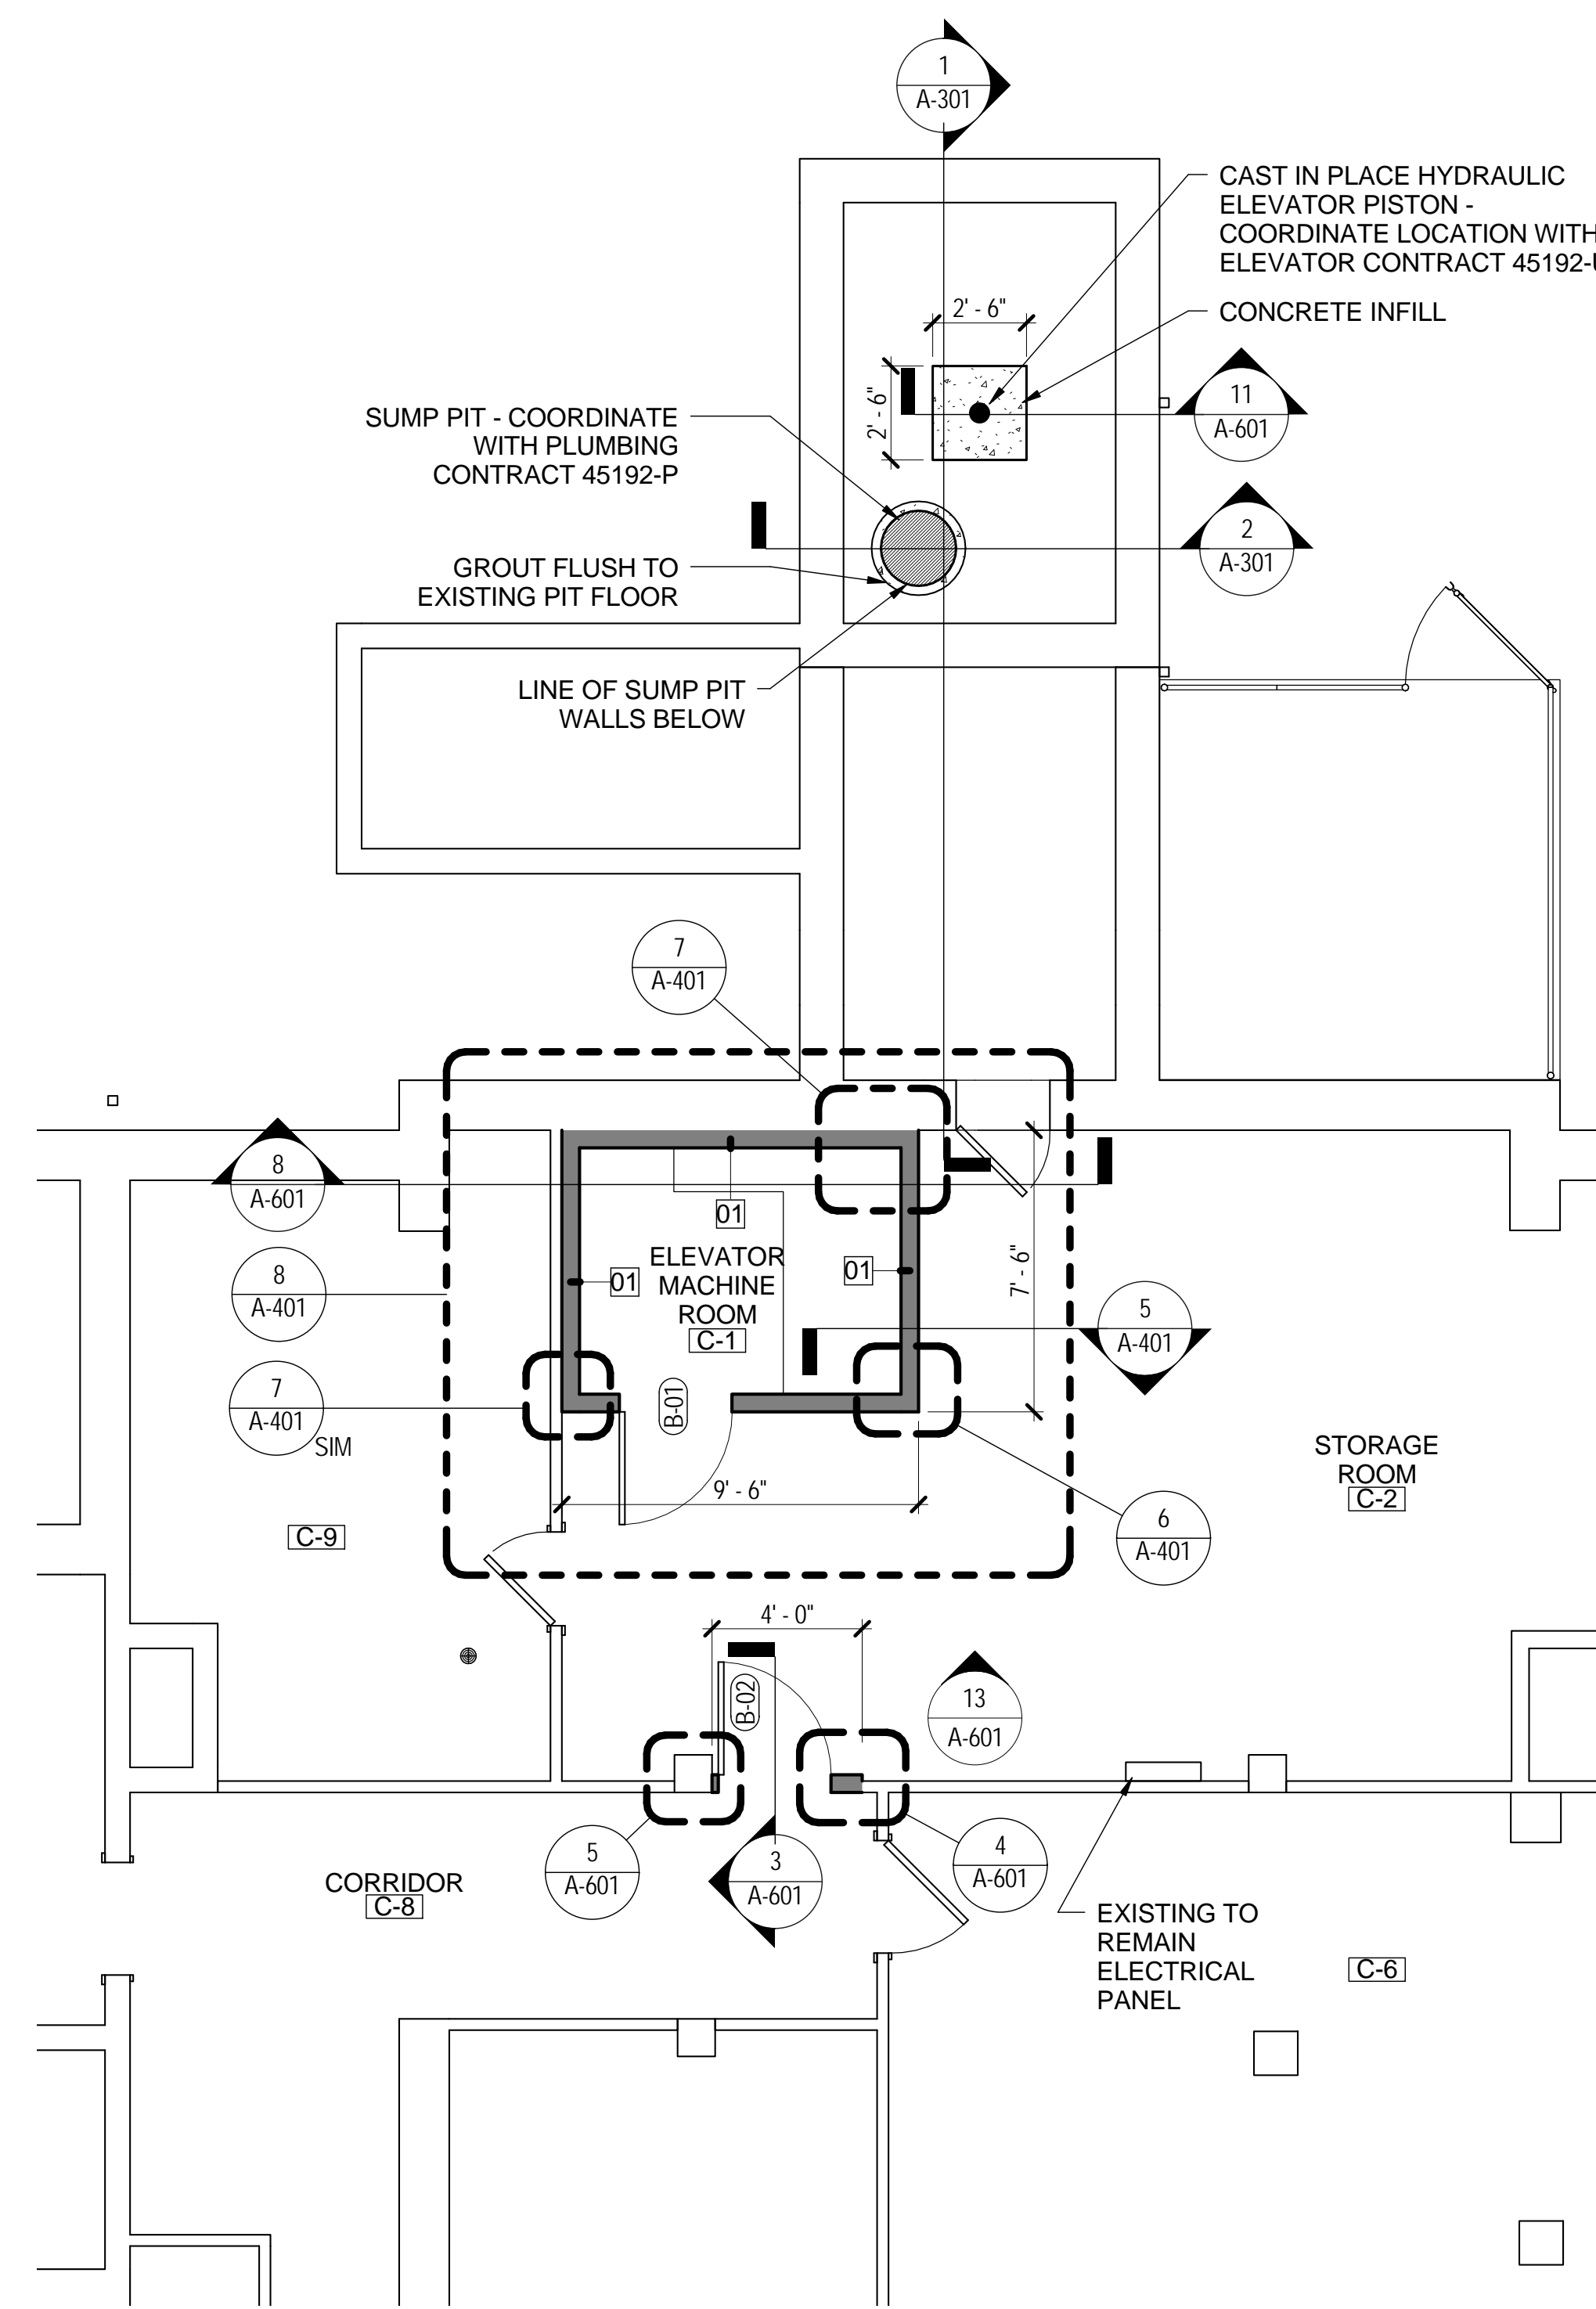 1
A-301
CAST IN PLACE HYDRAULIC
ELEVATOR PISTON -
COORDINATE LOCATION WITH
ELEVATOR CONTRACT
2' - 6"
CONCRETE INFILL
2' - 6"
11
A-601
SUMP PIT - COORDINATE
WITH PLUMBING
CONTRACT 45192-P
2
A-301
GROUT FLUSH TO
EXISTING PIT FLOOR
LINE OF SUMP PIT
WALLS BELOW
7
A-401
8
A-601
01
ELEVATOR
MACHINE
ROOM
C-1
01
01
7' - 6"
8
A-401
5
A-401
7
A-401
SIM
B-01
STORAGE
ROOM
C-2
9' - 6"
6
A-401
C-9
4' - 0"
B-02
13
A-601
5
A-601
3
A-601
4
A-601
CORRIDOR
C-8
EXISTING TO
REMAIN
ELECTRICAL
PANEL
C-6